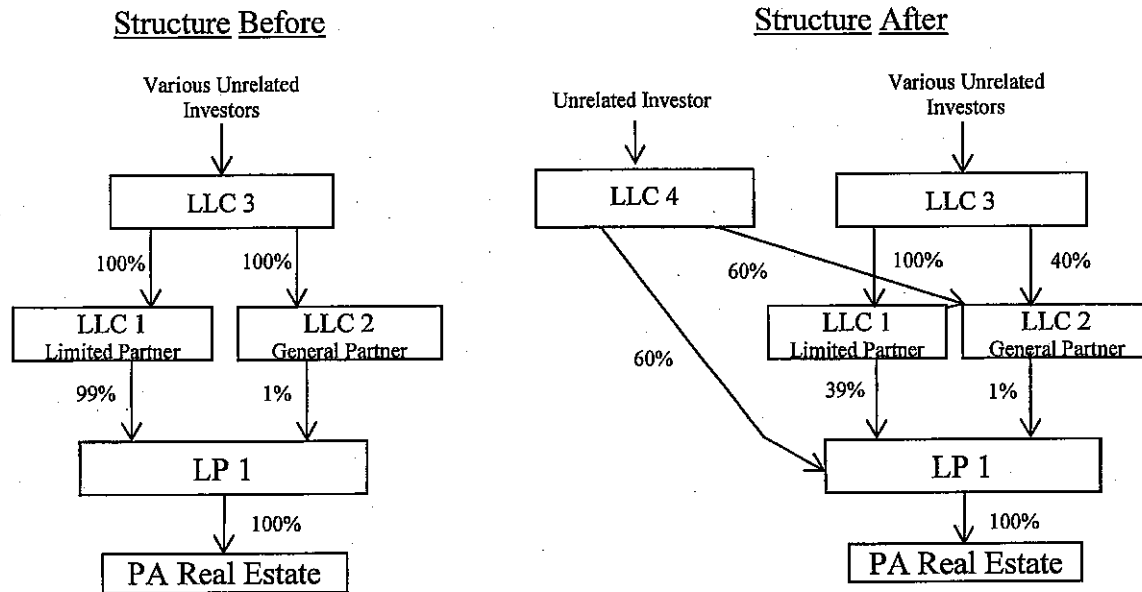 Structure Before
Various Unrelated
Investors
LLC 3
100%
100%
LLC 1
Limited Partner
LLC 2
General Partner
99%
1%
LP 1
100%
PA Real Estate
Structure After
Unrelated Investor
Various Unrelated
Investors
LLC 4
LLC 3
60%
100%
40%
60%
LLC 1
Limited Partner
LLC 2
General Partner
39%
1%
LP 1
100%
PA Real Estate